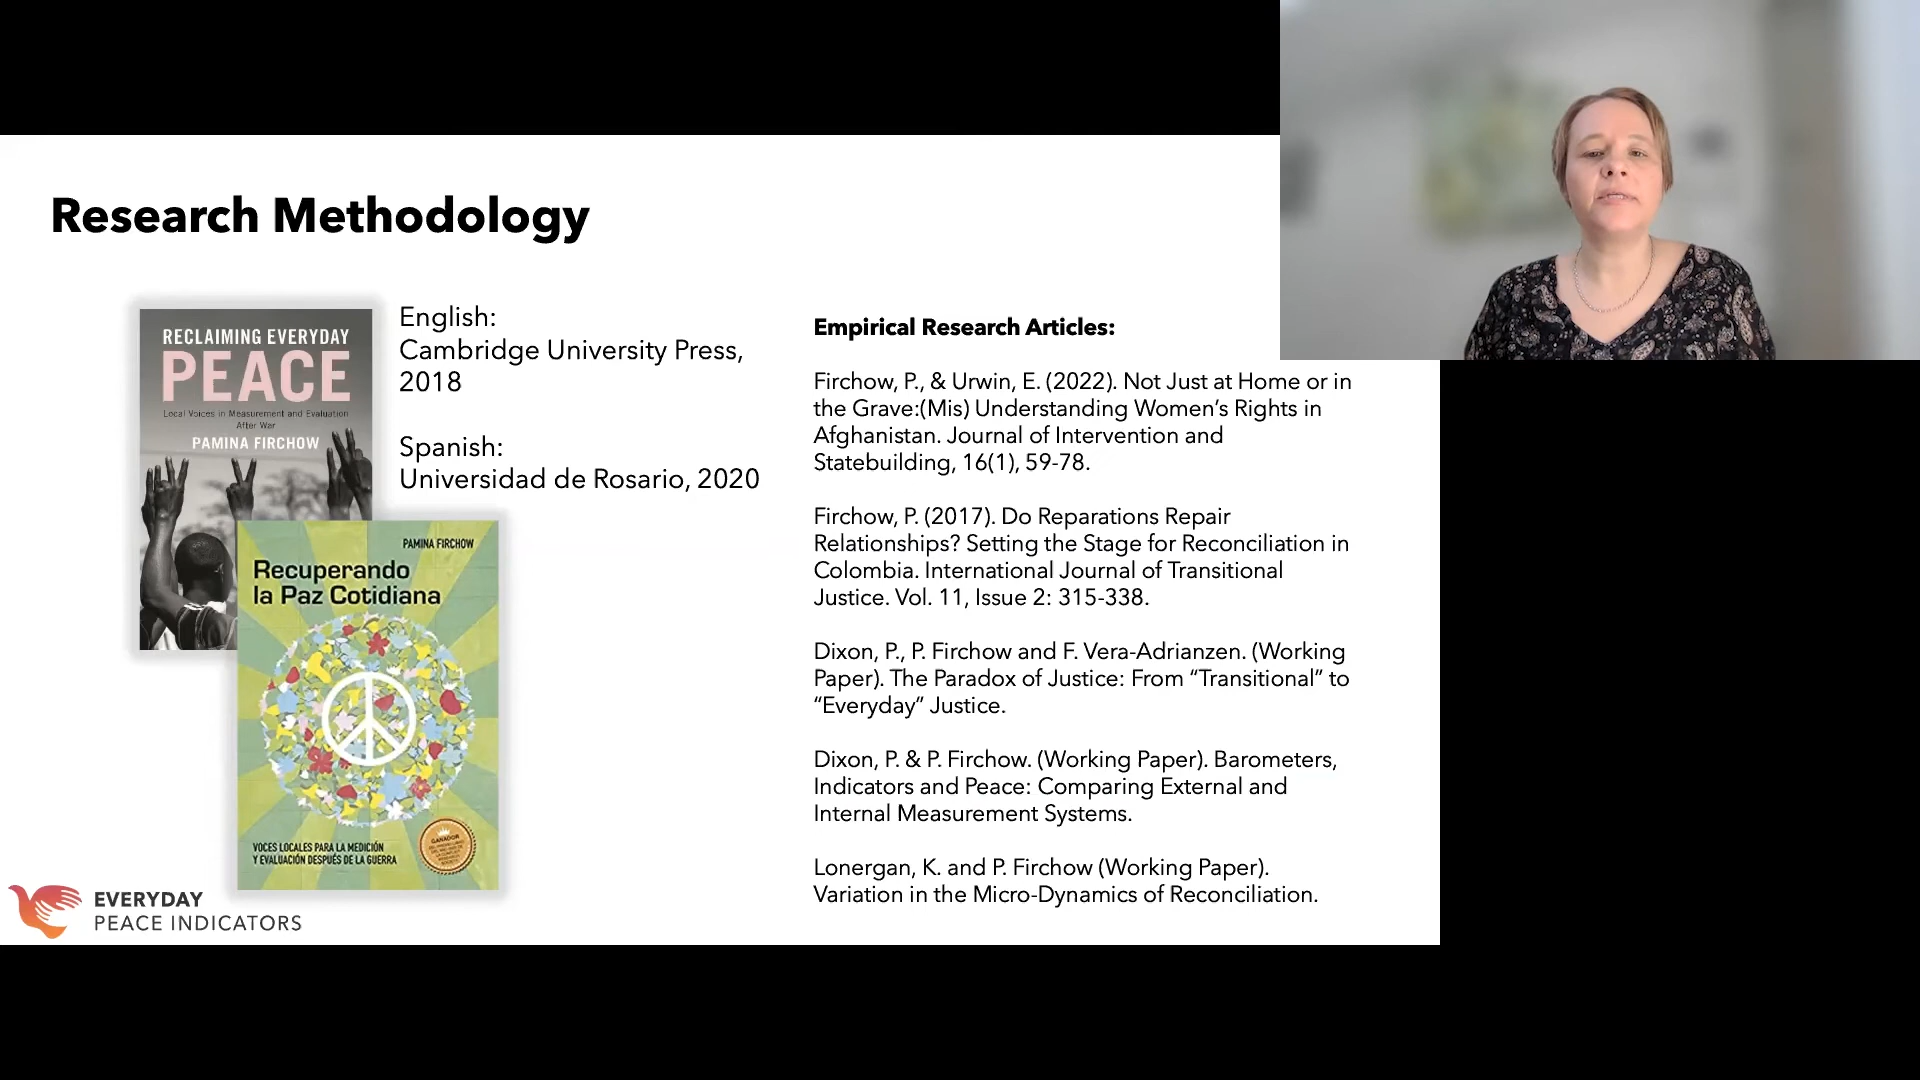 Research Methodology
RECLAIMING EVERYDAY
PEACE
Local Voices in Measurement and Evaluation
After War
PAMINA FIRCHOW
English:
Cambridge University Press,
2018
Spanish:
Universidad de Rosario, 2020
PAMINA FIRCHOW
Recuperando
la Paz Cotidiana
VOCES LOCALES PARA LA MEDICIÓN
Y EVALUACIÓN DESPUÉS DE LA GUERRA
GANADOR
EVERYDAY
PEACE INDICATORS
Empirical Research Articles:
Firchow, P., & Urwin, E. (2022). Not Just at Home or in
the Grave:(Mis) Understanding Women’s Rights in
Afghanistan. Journal of Intervention and
Statebuilding, 16(1), 59-78.
Firchow, P. (2017). Do Reparations Repair
Relationships? Setting the Stage for Reconciliation in
Colombia. International Journal of Transitional
Justice. Vol. 11, Issue 2: 315-338.
Dixon, P., P. Firchow and F. Vera-Adrianzen. (Working
Paper). The Paradox of Justice: From “Transitional” to
“Everyday” Justice.
Dixon, P. & P. Firchow. (Working Paper). Barometers,
Indicators and Peace: Comparing External and
Internal Measurement Systems.
Lonergan, K. and P. Firchow (Working Paper).
Variation in the Micro-Dynamics of Reconciliation.